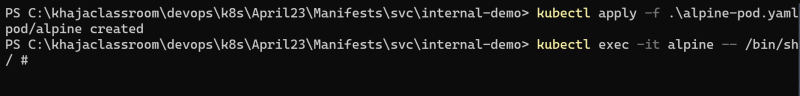 PS C:\khajaclassroom\devops\k8s\April23\Manifests\svc\internal-demo> kubectl apply -f .\alpine-pod.yaml
pod/alpine created
PS C:\khajaclassroom\devops\k8s\April23\Manifests\svc\internal-demo> kubectl exec -it alpine -- /bin/sh
/ #